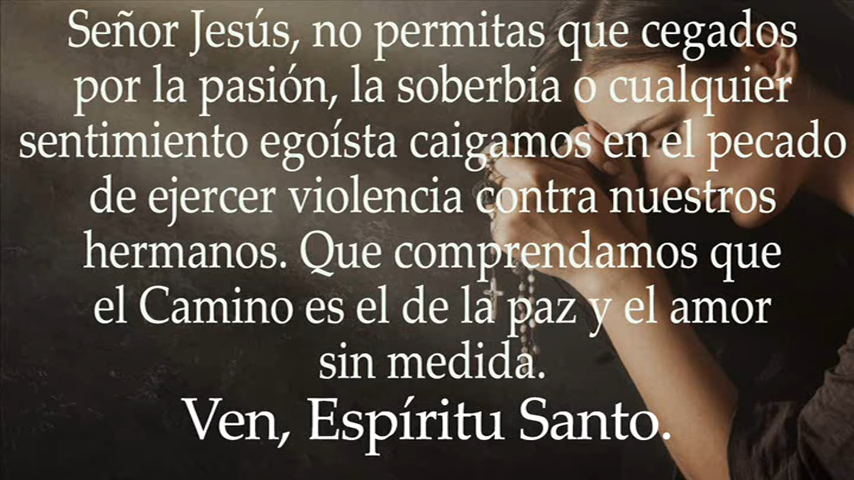 Señor Jesús, no permitas que cegados
por la pasión, la soberbia o cualquier
sentimiento egoísta caigamos en el pecado
de ejercer violencia contra nuestros
hermanos. Que comprendamos que
el Camino es el de la paz y el amor
sin medida.
Ven, Espíritu Santo.